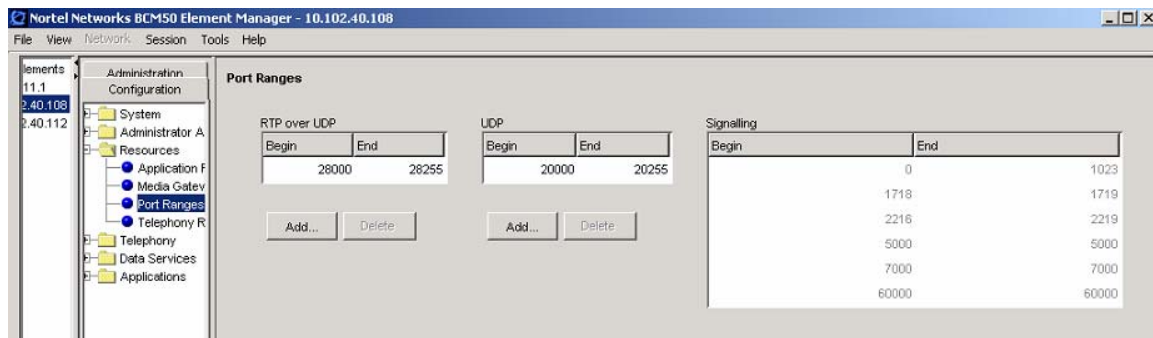 Nortel Networks BCM50 Element Manager - 10.102.40.108
File View Network Session Tools Help
lements
11.1
2.40.108
2.40.112
Administration
Configuration
System
Administrator A
Resources
Application F
Media Gatev
Port Ranges
Telephony R
Telephony
Data Services
Applications
Port Ranges
RTP over UDP
Begin End
28000 28255
Add... Delete
UDP
Begin End
20000 20255
Add... Delete
Signalling
Begin End
0 1023
1718 1719
2216 2219
5000 5000
7000 7000
60000 60000